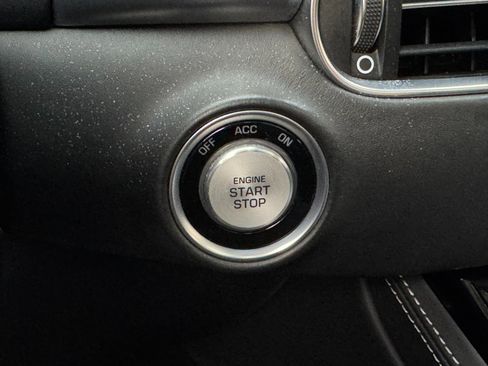 OFF ACC ON
ENGINE
START
STOP